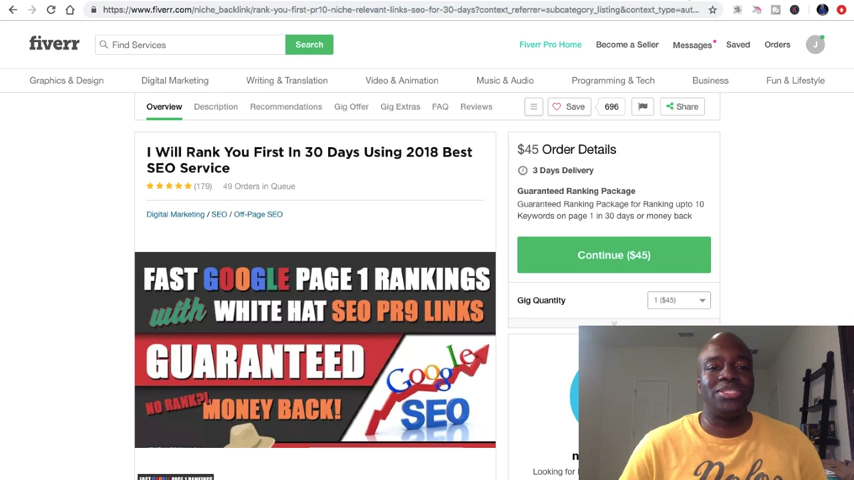 https://www.fiverr.com/niche_backlink/rank-you-first-pr10-niche-relevant-links-seo-for-30-days?context_referrer=subcategory_listing&context_type=aut...
fiverr
Find Services
Search
Fiverr Pro Home
Become a Seller
Messages
Saved
Orders
J
Graphics & Design
Digital Marketing
Writing & Translation
Video & Animation
Music & Audio
Programming & Tech
Business
Fun & Lifestyle
Overview
Description
Recommendations
Gig Offer
Gig Extras
FAQ
Reviews
Save
696
Share
I Will Rank You First In 30 Days Using 2018 Best
SEO Service
(179)
49 Orders in Queue
Digital Marketing / SEO / Off-Page SEO
FAST GOOGLE PAGE 1 RANKINGS
with WHITE HAT SEO PR9 LINKS
GUARANTEED
NO RANK?!
MONEY BACK!
Google
SEO
$45 Order Details
3 Days Delivery
Guaranteed Ranking Package
Guaranteed Ranking Package for Ranking upto 10
Keywords on page 1 in 30 days or money back
Continue ($45)
Gig Quantity
1 ($45)
Looking for